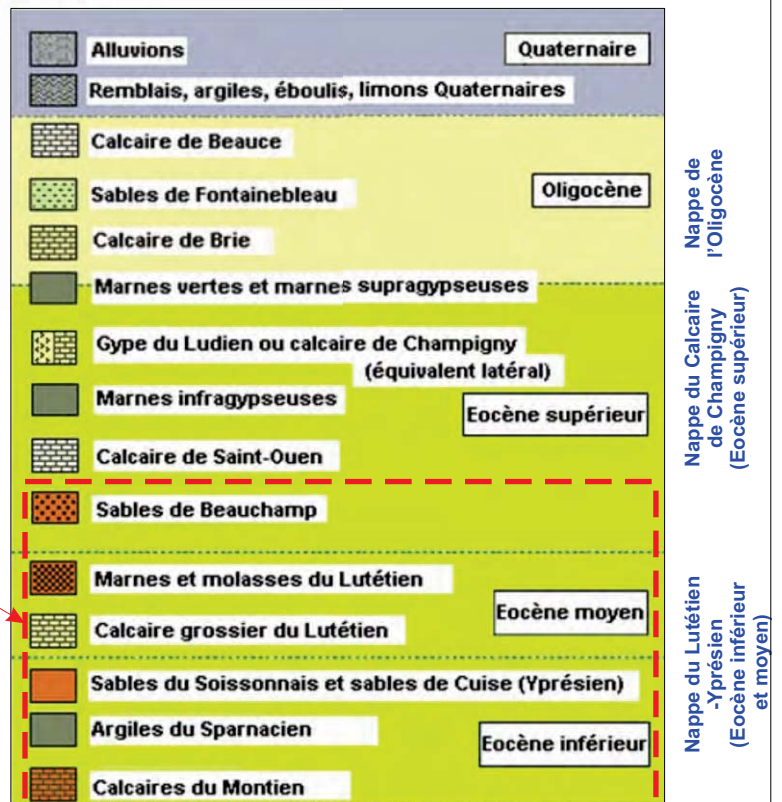 Alluvions
Quaternaire
Remblais, argiles, éboulis, limons Quaternaires
Calcaire de Beauce
Sables de Fontainebleau
Oligocène
Calcaire de Brie
Marnes vertes et marnes supragypseuses
Gype du Ludien ou calcaire de Champigny
(équivalent latéral)
Marnes infragypseuses
Eocène supérieur
Calcaire de Saint-Ouen
Sables de Beauchamp
Marnes et molasses du Lutétien
Eocène moyen
Calcaire grossier du Lutétien
Sables du Soissonnais et sables de Cuise (Yprésien)
Argiles du Sparnacien
Eocène inférieur
Calcaires du Montien
Nappe de
l'Oligocène
Nappe du Calcaire
de Champigny
(Eocène supérieur)
Nappe du Lutétien
-Yprésien
(Eocène inférieur
et moyen)